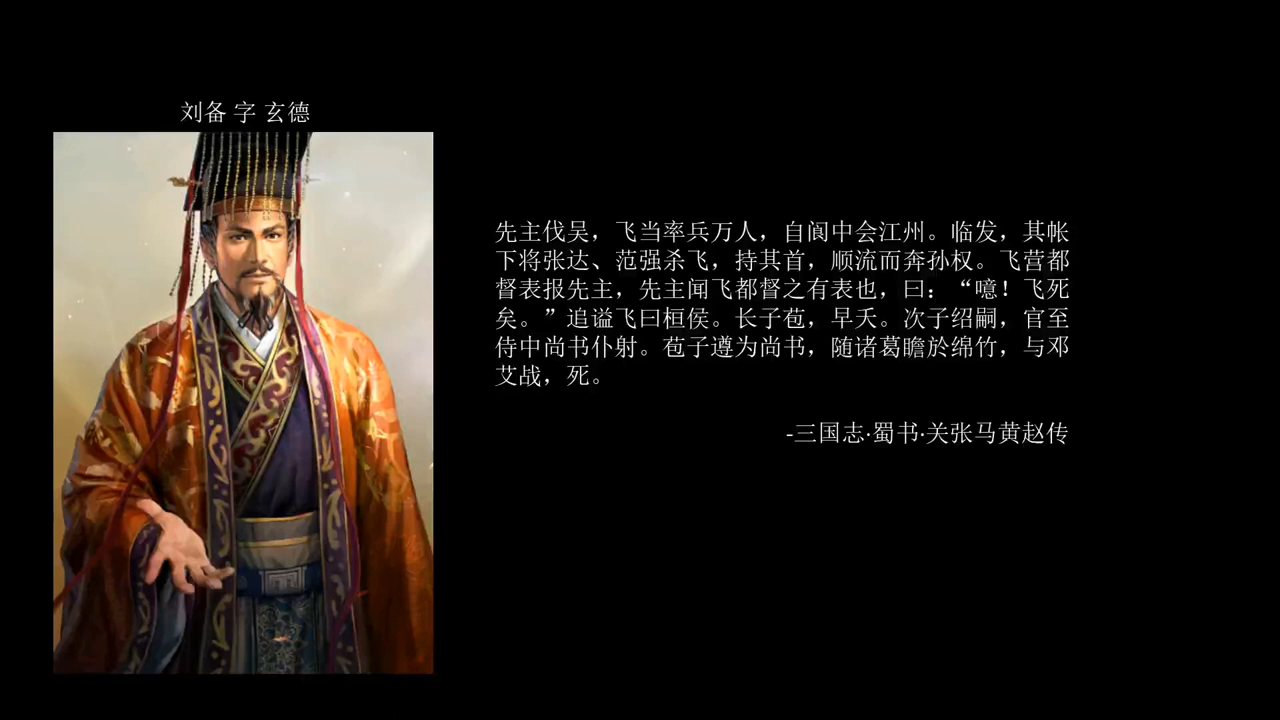 刘备 字 玄德
先主伐吴，飞当率兵万人，自阆中会江州。临发，其帐
下将张达、范强杀飞，持其首，顺流而奔孙权。飞营都
督表报先主，先主闻飞都督之有表也，曰：“噫！飞死
矣。”追谥飞曰桓侯。长子苞，早夭。次子绍嗣，官至
侍中尚书仆射。苞子遵为尚书，随诸葛瞻於绵竹，与邓
艾战，死。
-三国志·蜀书·关张马黄赵传